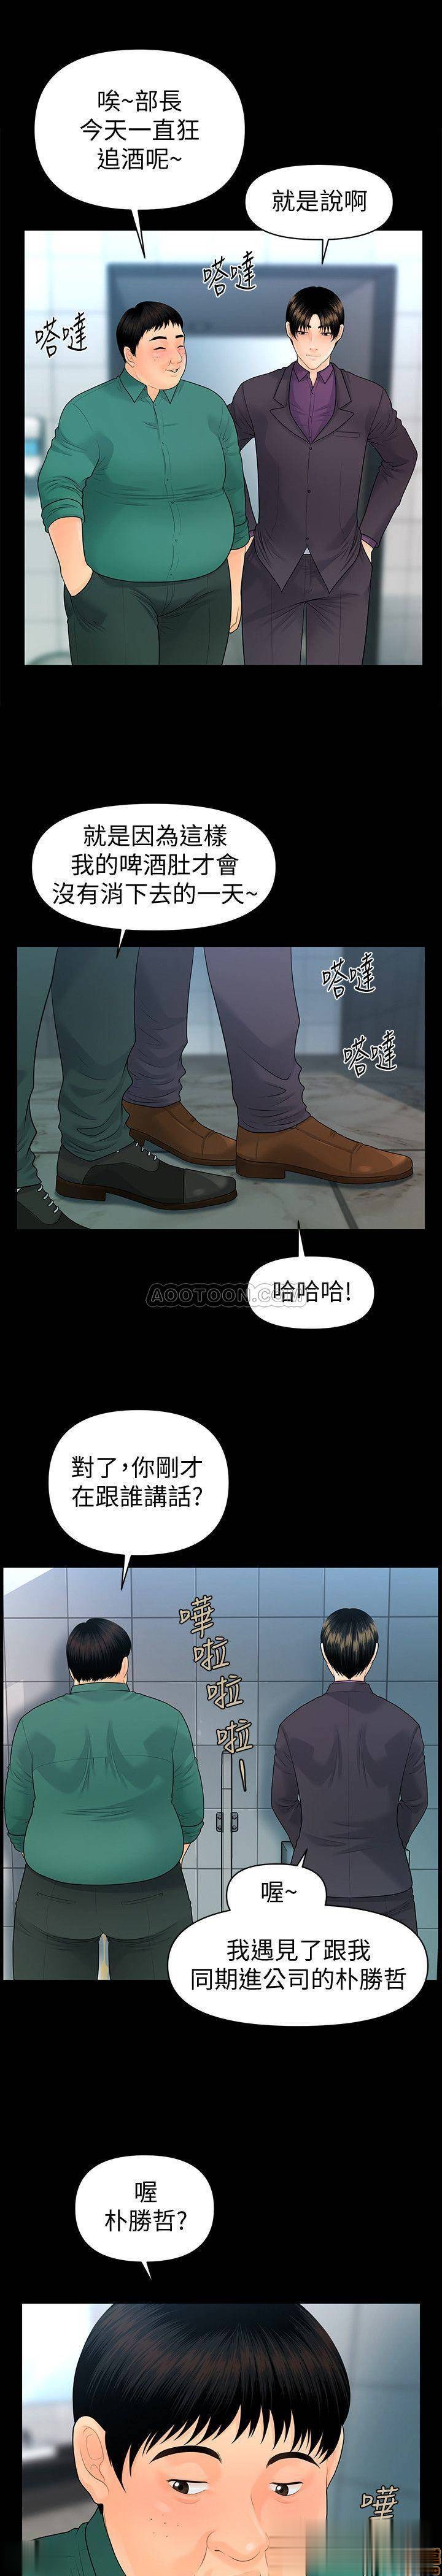 唉~部長
今天一直狂
追酒呢~
就是說啊
嗒噠
嗒噠
就是因為這樣
我的啤酒肚才會
沒有消下去的一天~
嗒噠
嗒噠
AOOTOON.COM
哈哈哈!
對了,你剛才
在跟誰講話?
嘩啦啦啦!
喔~
我遇見了跟我
同期進公司的朴勝哲
喔
朴勝哲?
嘩